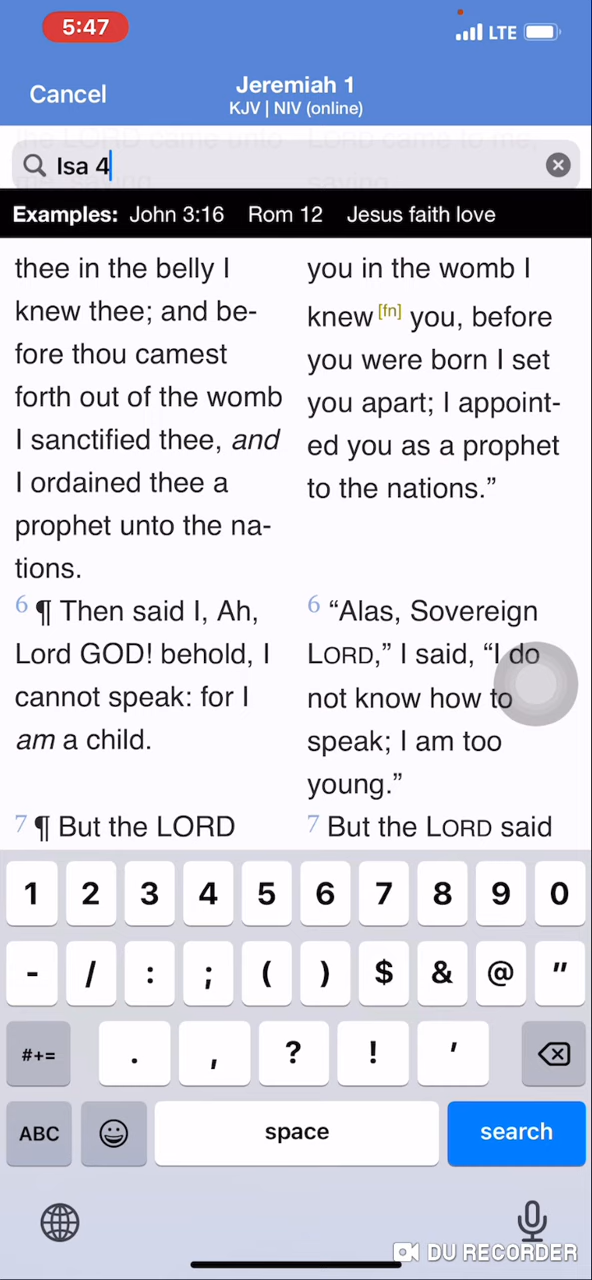 5:47
LTE
Cancel
Jeremiah 1
KJV | NIV (online)
Isa 4
Examples: John 3:16 Rom 12 Jesus faith love
thee in the belly I
knew thee; and be-
fore thou camest
forth out of the womb
I sanctified thee, and
I ordained thee a
prophet unto the na-
tions.
6 ¶ Then said I, Ah,
Lord GOD! behold, I
cannot speak: for I
am a child.
7 ¶ But the LORD
you in the womb I
knew [fn] you, before
you were born I set
you apart; I appoint-
ed you as a prophet
to the nations.”
6 “Alas, Sovereign
LORD,” I said, “I do
not know how to
speak; I am too
young.”
7 But the LORD said
1 2 3 4 5 6 7 8 9 0
- / : ; ( ) $ & @ "
#+= . , ? ! '
ABC space search
DU RECORDER